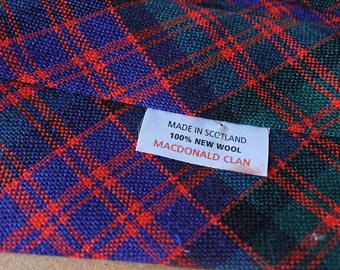 MADE IN SCOTLAND
100% NEW WOOL
MACDONALD CLAN